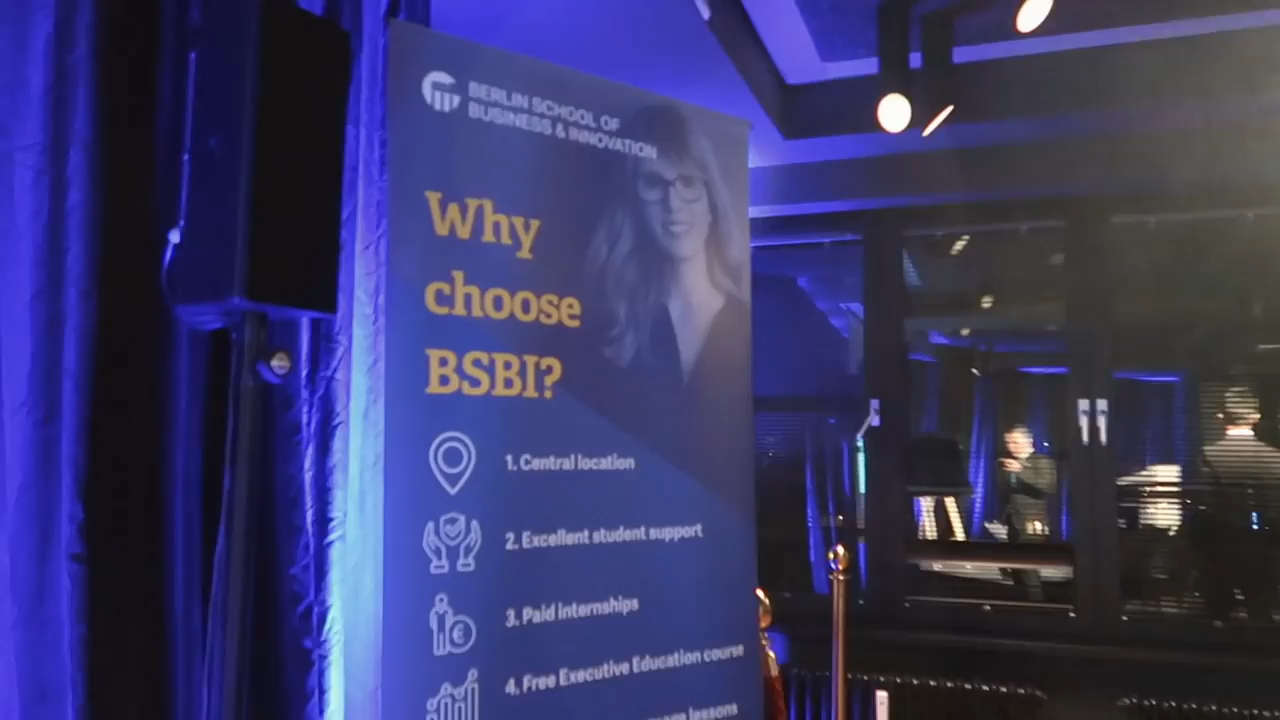 BERLIN SCHOOL OF
BUSINESS & INNOVATION
Why
choose
BSBI?
1. Central location
2. Excellent student support
3. Paid internships
4. Free Executive Education course
lessons